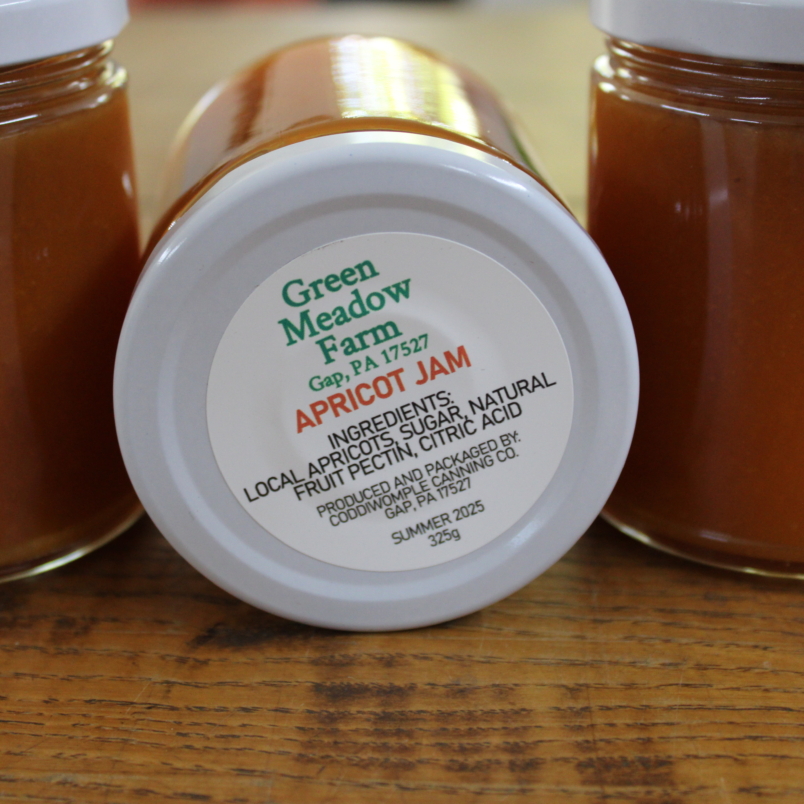 Green
Meadow
Farm
Gap, PA 17527
APRICOT JAM
INGREDIENTS:
LOCAL APRICOTS, SUGAR, NATURAL
FRUIT PECTIN, CITRIC ACID
PRODUCED AND PACKAGED BY:
CODDIWOMPLE CANNING CO.
GAP, PA 17527
SUMMER 2025
325g